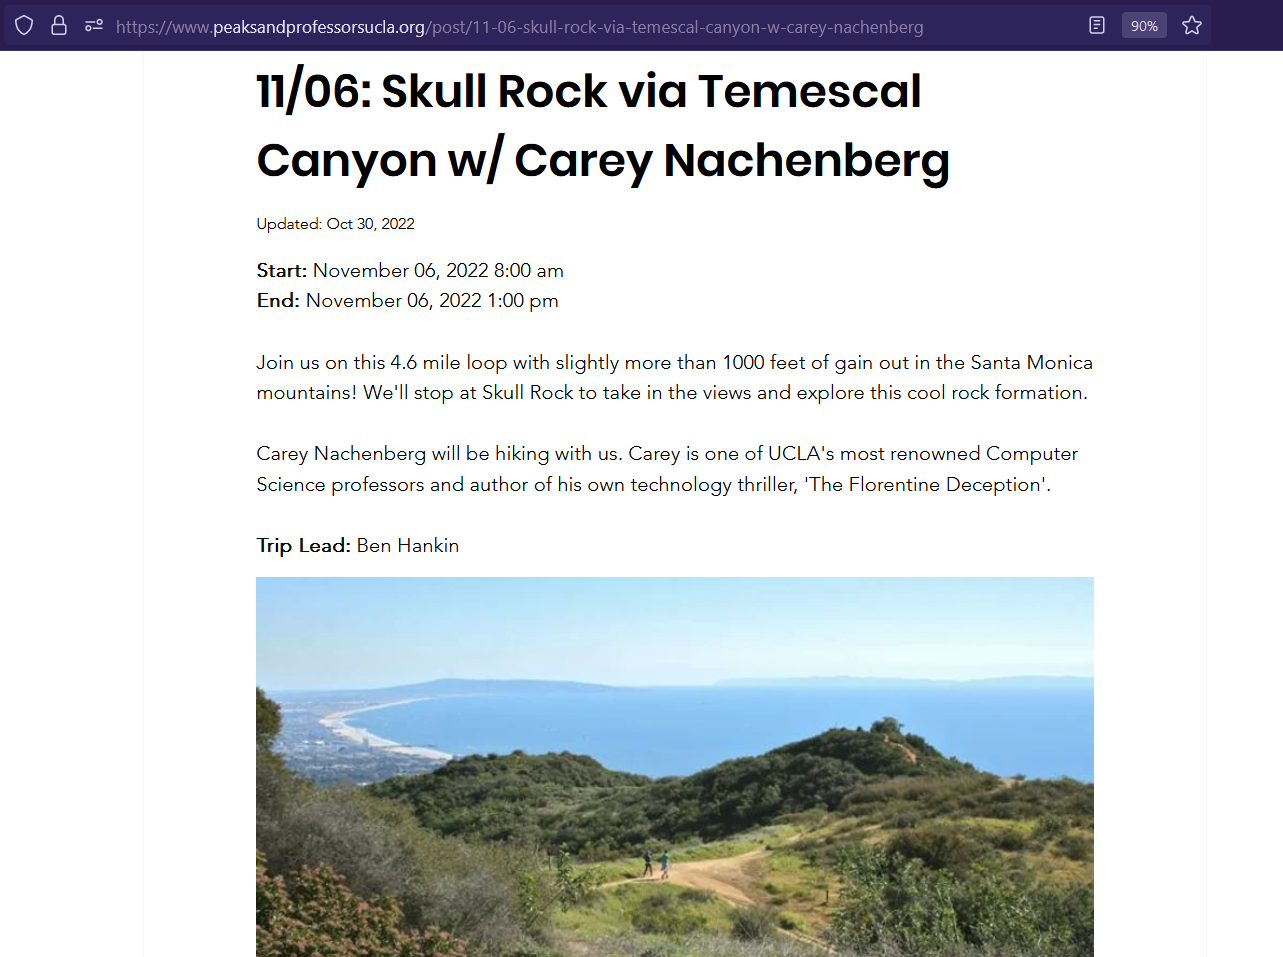 https://www.peaksandprofessorsucla.org/post/11-06-skull-rock-via-temescal-canyon-w-carey-nachenberg
90%
11/06: Skull Rock via Temescal
Canyon w/ Carey Nachenberg
Updated: Oct 30, 2022
Start: November 06, 2022 8:00 am
End: November 06, 2022 1:00 pm
Join us on this 4.6 mile loop with slightly more than 1000 feet of gain out in the Santa Monica
mountains! We'll stop at Skull Rock to take in the views and explore this cool rock formation.
Carey Nachenberg will be hiking with us. Carey is one of UCLA's most renowned Computer
Science professors and author of his own technology thriller, 'The Florentine Deception'.
Trip Lead: Ben Hankin